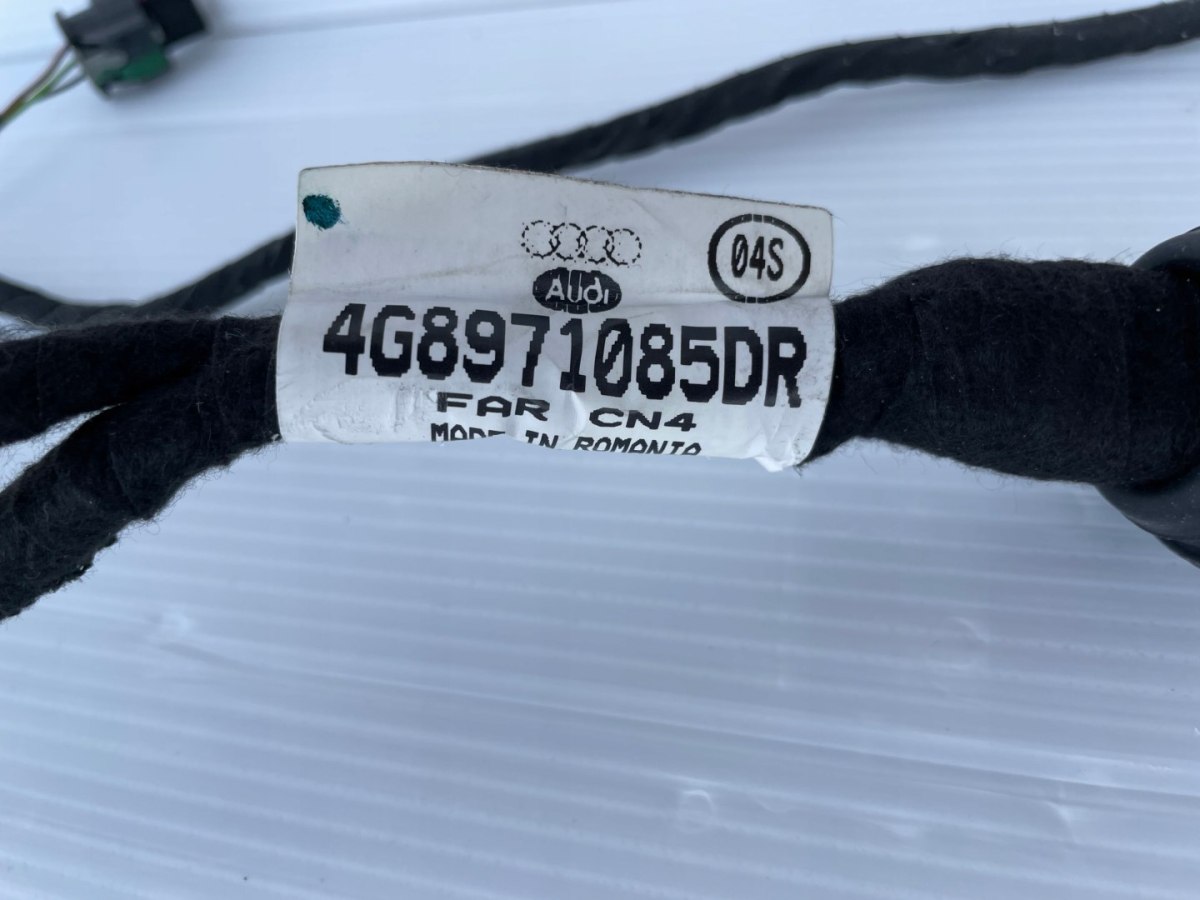 04S
Audi
4G8971085DR
FAR CN4
MADE IN ROMANIA